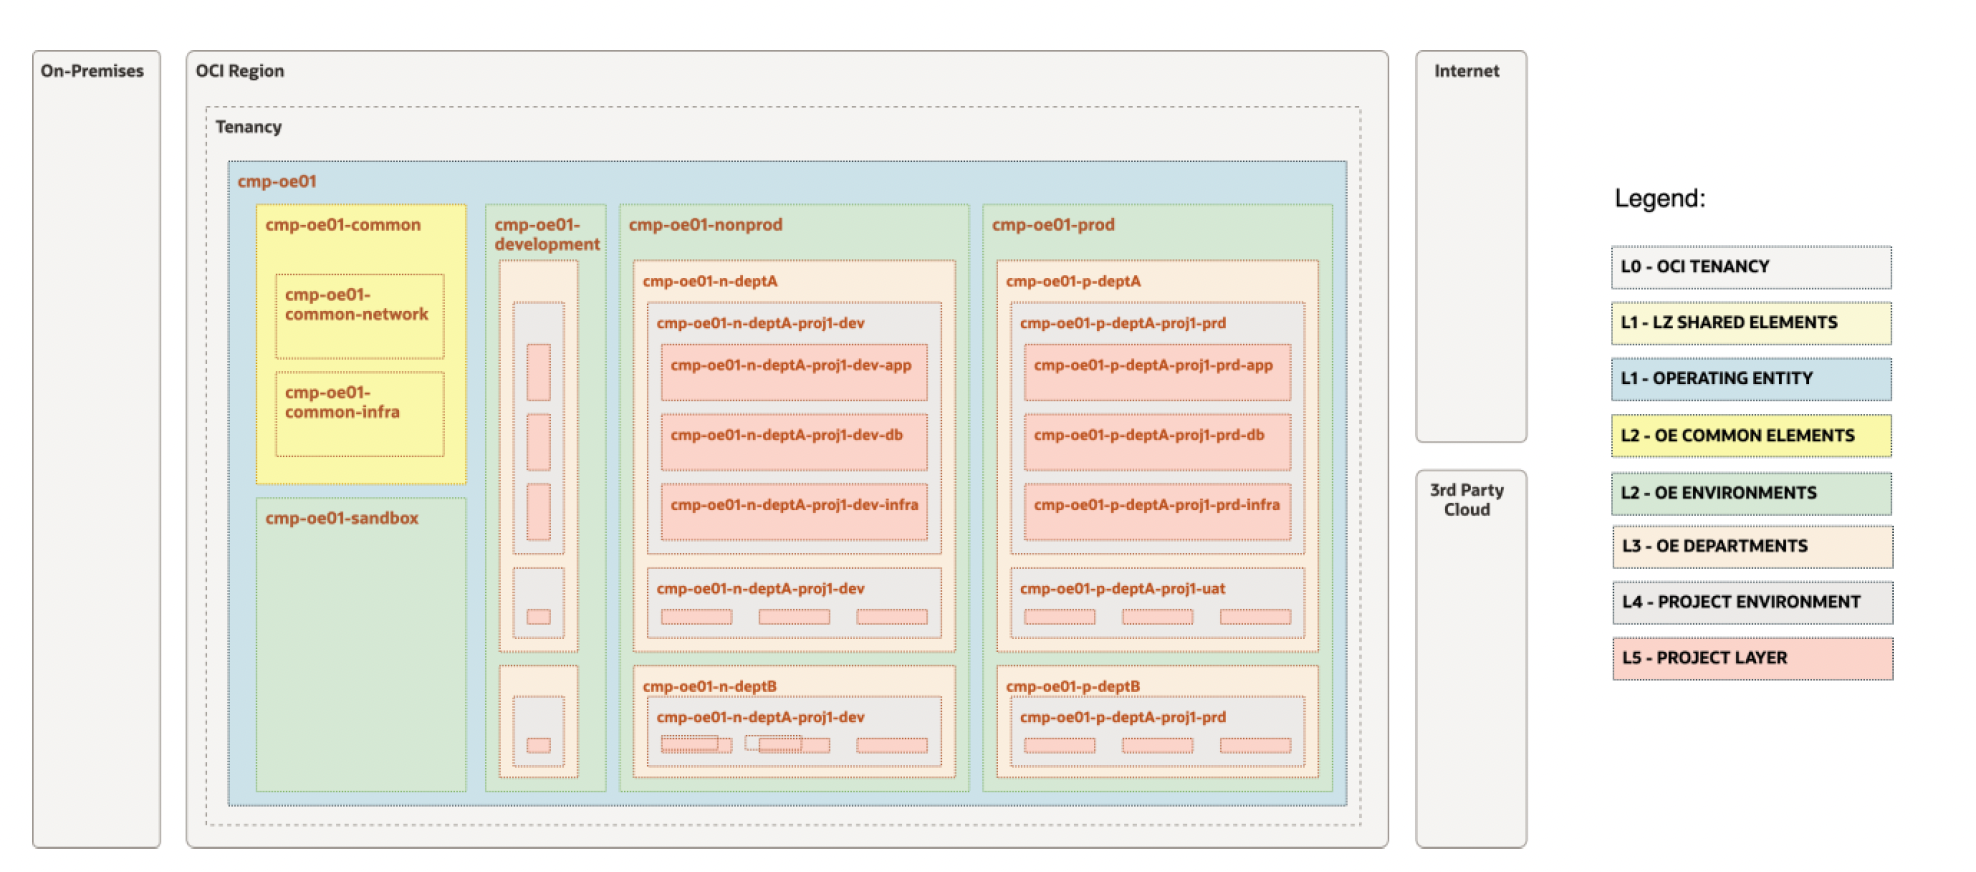 On-Premises
OCI Region
Tenancy
cmp-oe01
cmp-oe01-common
cmp-oe01-
common-network
cmp-oe01-
common-infra
cmp-oe01-sandbox
cmp-oe01-
development
cmp-oe01-nonprod
cmp-oe01-n-deptA
cmp-oe01-n-deptA-proj1-dev
cmp-oe01-n-deptA-proj1-dev-app
cmp-oe01-n-deptA-proj1-dev-db
cmp-oe01-n-deptA-proj1-dev-infra
cmp-oe01-n-deptA-proj1-dev
cmp-oe01-n-deptB
cmp-oe01-n-deptA-proj1-dev
cmp-oe01-prod
cmp-oe01-p-deptA
cmp-oe01-p-deptA-proj1-prd
cmp-oe01-p-deptA-proj1-prd-app
cmp-oe01-p-deptA-proj1-prd-db
cmp-oe01-p-deptA-proj1-prd-infra
cmp-oe01-p-deptA-proj1-uat
cmp-oe01-p-deptB
cmp-oe01-p-deptA-proj1-prd
Internet
3rd Party
Cloud
Legend:
L0 - OCI TENANCY
L1 - LZ SHARED ELEMENTS
L1 - OPERATING ENTITY
L2 - OE COMMON ELEMENTS
L2 - OE ENVIRONMENTS
L3 - OE DEPARTMENTS
L4 - PROJECT ENVIRONMENT
L5 - PROJECT LAYER